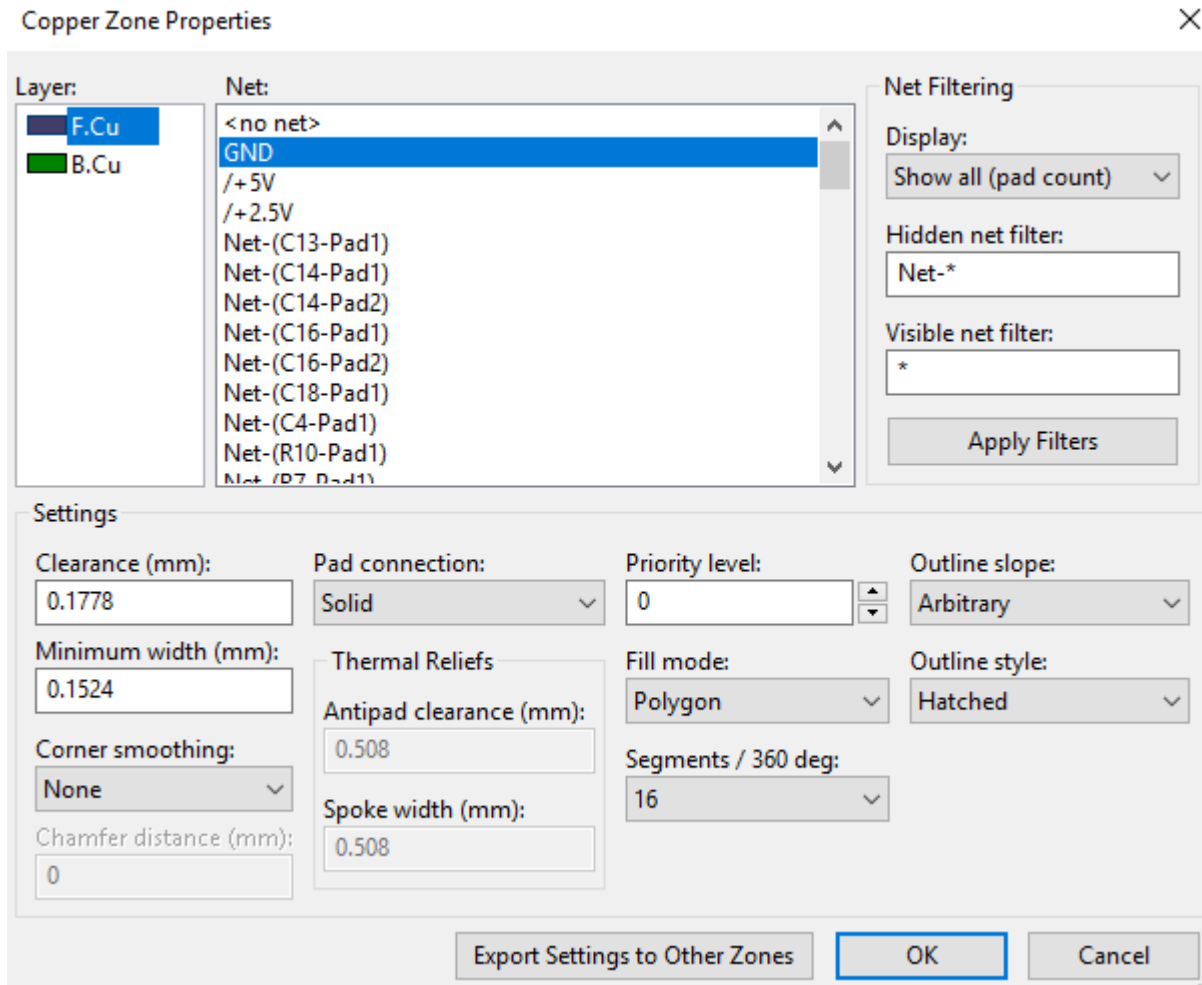 Copper Zone Properties
Layer:
F.Cu
B.Cu
Net:
<no net>
GND
/+5V
/+2.5V
Net-(C13-Pad1)
Net-(C14-Pad1)
Net-(C14-Pad2)
Net-(C16-Pad1)
Net-(C16-Pad2)
Net-(C18-Pad1)
Net-(C4-Pad1)
Net-(R10-Pad1)
Net-(R7-Pad1)
Net Filtering
Display:
Show all (pad count)
Hidden net filter:
Net-*
Visible net filter:
*
Apply Filters
Settings
Clearance (mm):
0.1778
Minimum width (mm):
0.1524
Corner smoothing:
None
Chamfer distance (mm):
0
Pad connection:
Solid
Thermal Reliefs
Antipad clearance (mm):
0.508
Spoke width (mm):
0.508
Priority level:
0
Fill mode:
Polygon
Segments / 360 deg:
16
Outline slope:
Arbitrary
Outline style:
Hatched
Export Settings to Other Zones
OK
Cancel